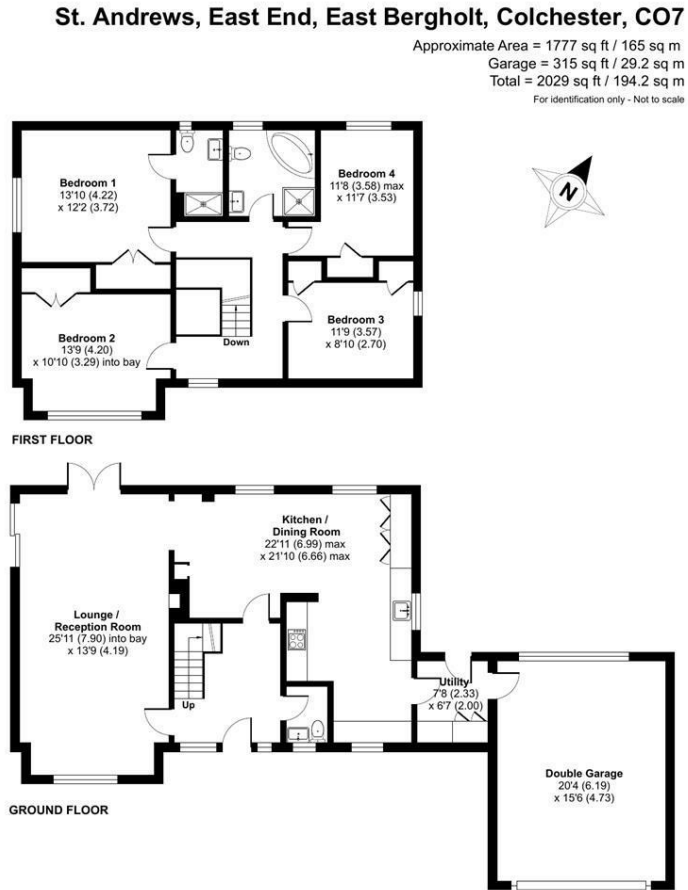 St. Andrews, East End, East Bergholt, Colchester, CO7
Approximate Area = 1777 sq ft / 165 sq m
Garage = 315 sq ft / 29.2 sq m
Total = 2029 sq ft / 194.2 sq m
For identification only - Not to scale
N
Bedroom 1
13'10 (4.22)
x 12'2 (3.72)
Bedroom 4
11'8 (3.58) max
x 11'7 (3.53)
Bedroom 2
13'9 (4.20)
x 10'10 (3.29) into bay
Down
Bedroom 3
11'9 (3.57)
x 8'10 (2.70)
FIRST FLOOR
Kitchen /
Dining Room
22'11 (6.99) max
x 21'10 (6.66) max
Lounge /
Reception Room
25'11 (7.90) into bay
x 13'9 (4.19)
Up
Utility
7'8 (2.33)
x 6'7 (2.00)
Double Garage
20'4 (6.19)
x 15'6 (4.73)
GROUND FLOOR